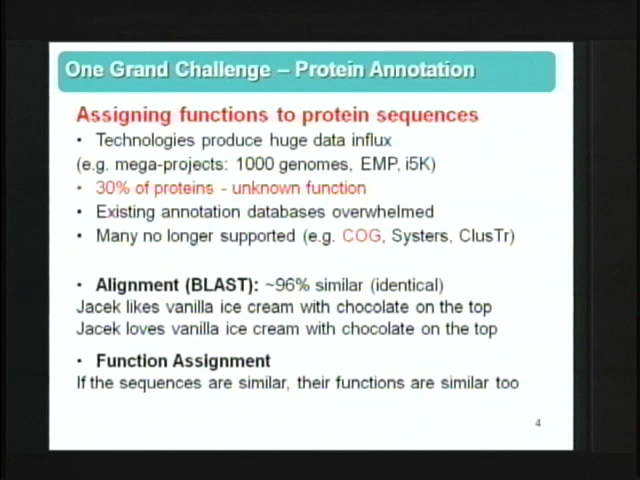 One Grand Challenge – Protein Annotation
Assigning functions to protein sequences
• Technologies produce huge data influx
(e.g. mega-projects: 1000 genomes, EMP, i5K)
• 30% of proteins - unknown function
• Existing annotation databases overwhelmed
• Many no longer supported (e.g. COG, Systers, ClusTr)
• Alignment (BLAST): ~96% similar (identical)
Jacek likes vanilla ice cream with chocolate on the top
Jacek loves vanilla ice cream with chocolate on the top
• Function Assignment
If the sequences are similar, their functions are similar too
4